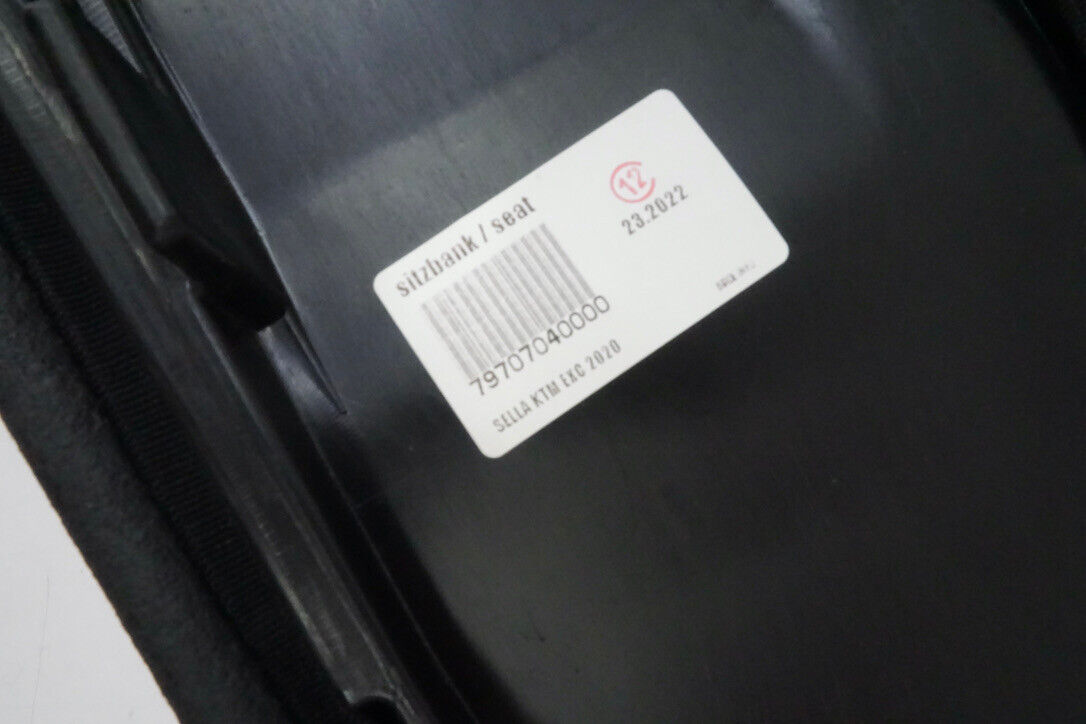 sitzbank / seat
12
23.2022
79707040000
SELLA KTM EXC 2020